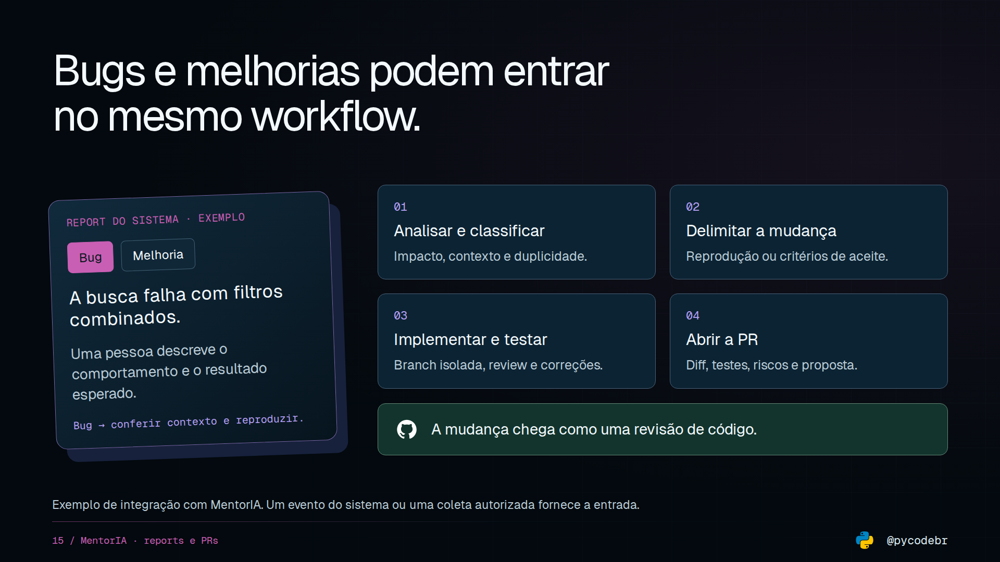 Bugs e melhorias podem entrar
no mesmo workflow.
REPORT DO SISTEMA · EXEMPLO
Bug
Melhoria
A busca falha com filtros
combinados.
Uma pessoa descreve o
comportamento e o resultado
esperado.
Bug → conferir contexto e reproduzir.
01
Analisar e classificar
Impacto, contexto e duplicidade.
02
Delimitar a mudança
Reprodução ou critérios de aceite.
03
Implementar e testar
Branch isolada, review e correções.
04
Abrir a PR
Diff, testes, riscos e proposta.
A mudança chega como uma revisão de código.
Exemplo de integração com MentorIA. Um evento do sistema ou uma coleta autorizada fornece a entrada.
15 / MentorIA · reports e PRs
@pycodebr